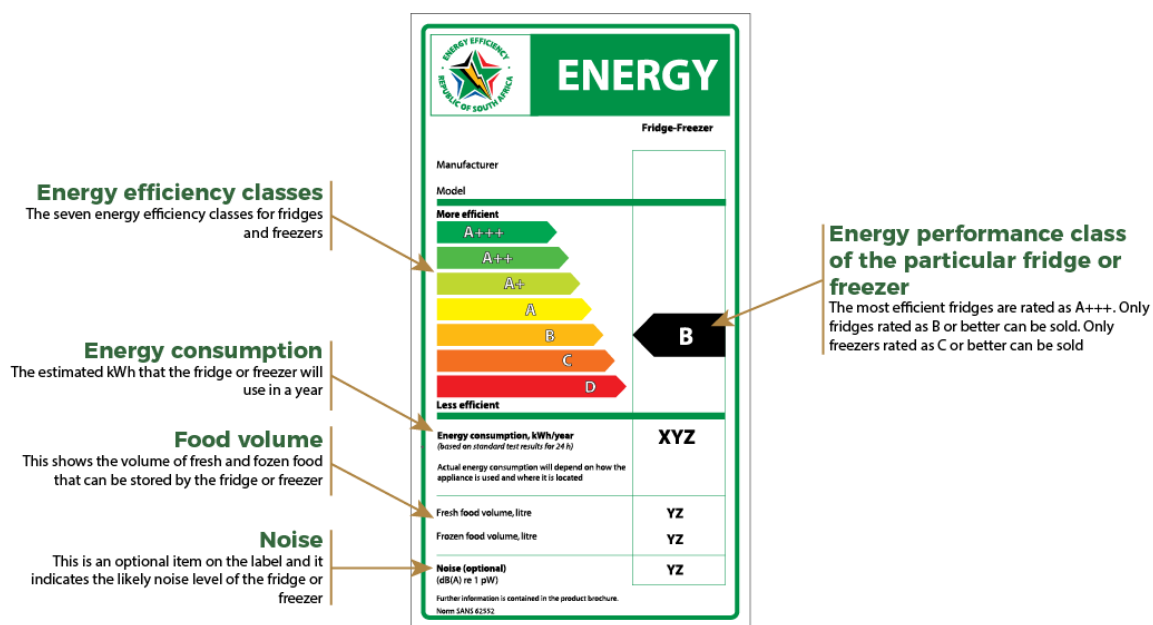 ENERGY EFFICIENCY
REPUBLIC OF SOUTH AFRICA
ENERGY
Fridge-Freezer
Manufacturer
Model
More efficient
A+++
A++
A+
A
B
C
D
B
Less efficient
Energy consumption, kWh/year
XYZ
(based on standard test results for 24 h)
Actual energy consumption will depend on how the
appliance is used and where it is located
Fresh food volume, litre
YZ
Frozen food volume, litre
YZ
Noise (optional)
YZ
(dB(A) re 1 pW)
Further information is contained in the product brochure.
Norm SANS 62552
Energy efficiency classes
The seven energy efficiency classes for fridges
and freezers
Energy consumption
The estimated kWh that the fridge or freezer will
use in a year
Food volume
This shows the volume of fresh and fozen food
that can be stored by the fridge or freezer
Noise
This is an optional item on the label and it
indicates the likely noise level of the fridge or
freezer
Energy performance class
of the particular fridge or
freezer
The most efficient fridges are rated as A+++. Only
fridges rated as B or better can be sold. Only
freezers rated as C or better can be sold